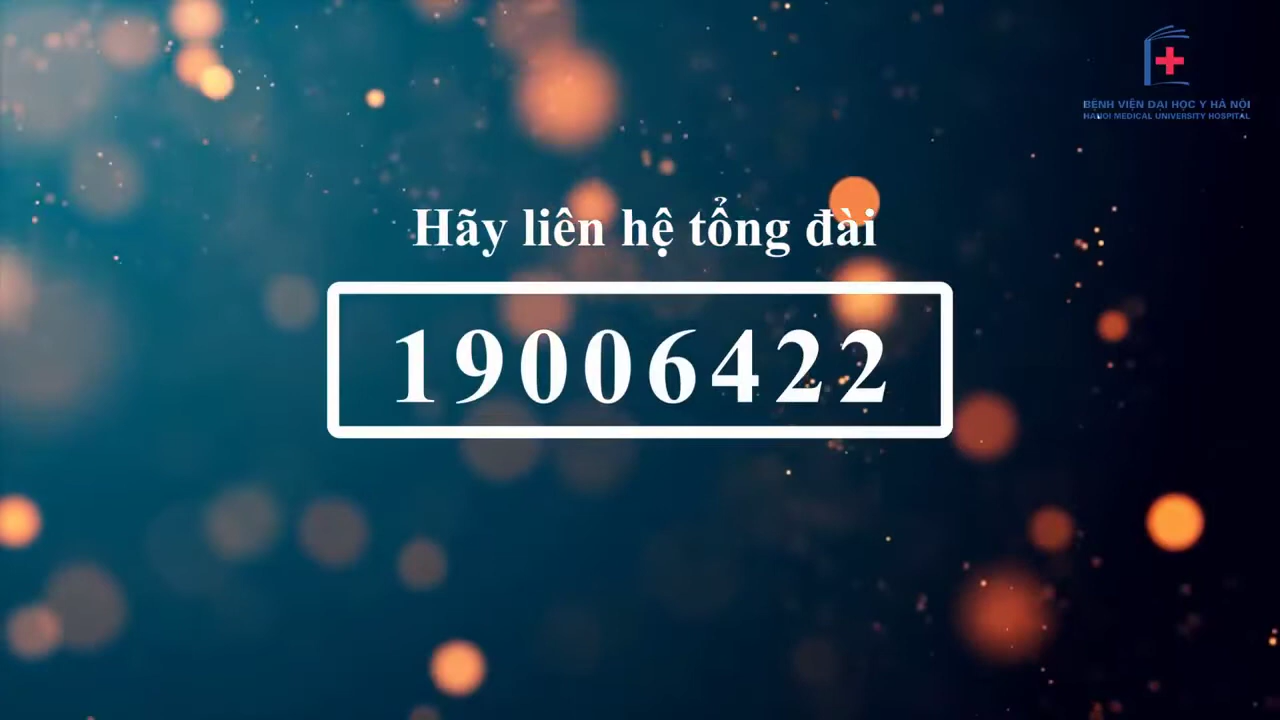 BỆNH VIỆN ĐẠI HỌC Y HÀ NỘI
HANOI MEDICAL UNIVERSITY HOSPITAL
Hãy liên hệ tổng đài
19006422